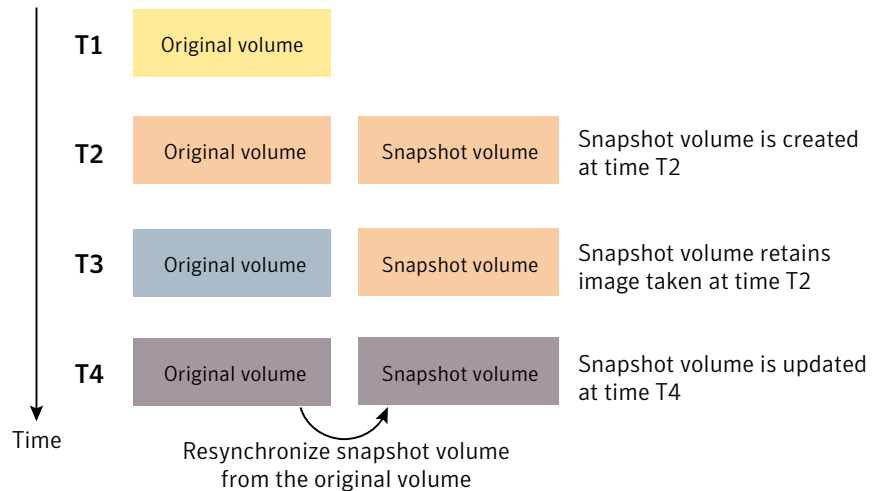 T1
Original volume
T2
Original volume
Snapshot volume
Snapshot volume is created
at time T2
T3
Original volume
Snapshot volume
Snapshot volume retains
image taken at time T2
T4
Original volume
Snapshot volume
Snapshot volume is updated
at time T4
Time
Resynchronize snapshot volume
from the original volume